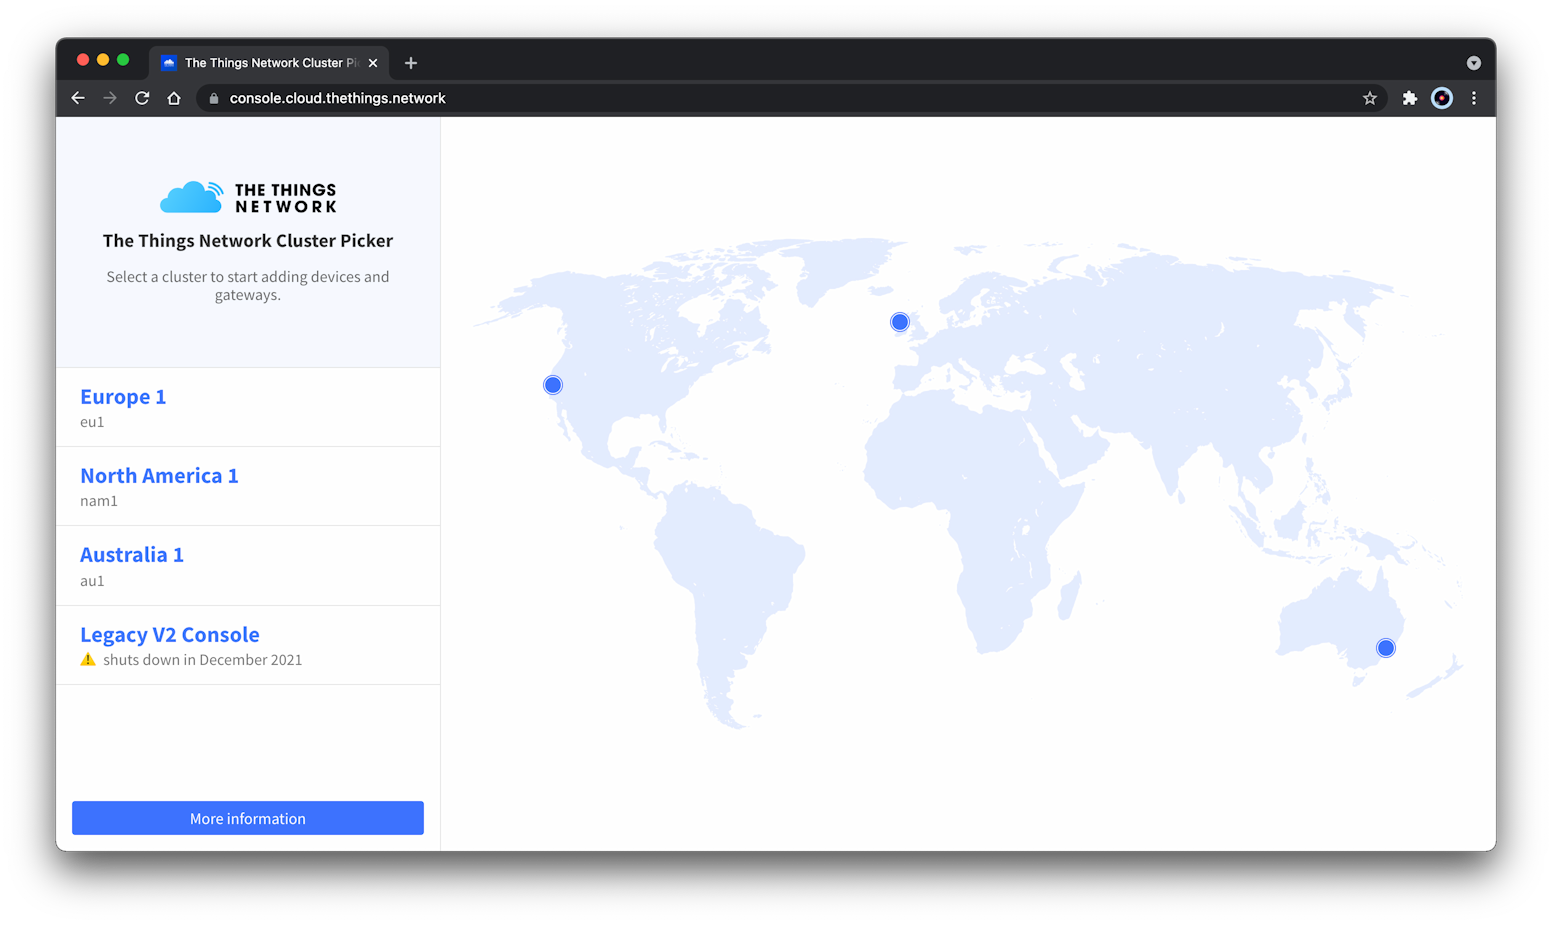 The Things Network Cluster Pi
console.cloud.thethings.network
THE THINGS
NETWORK
The Things Network Cluster Picker
Select a cluster to start adding devices and
gateways.
Europe 1
eu1
North America 1
nam1
Australia 1
au1
Legacy V2 Console
shuts down in December 2021
More information